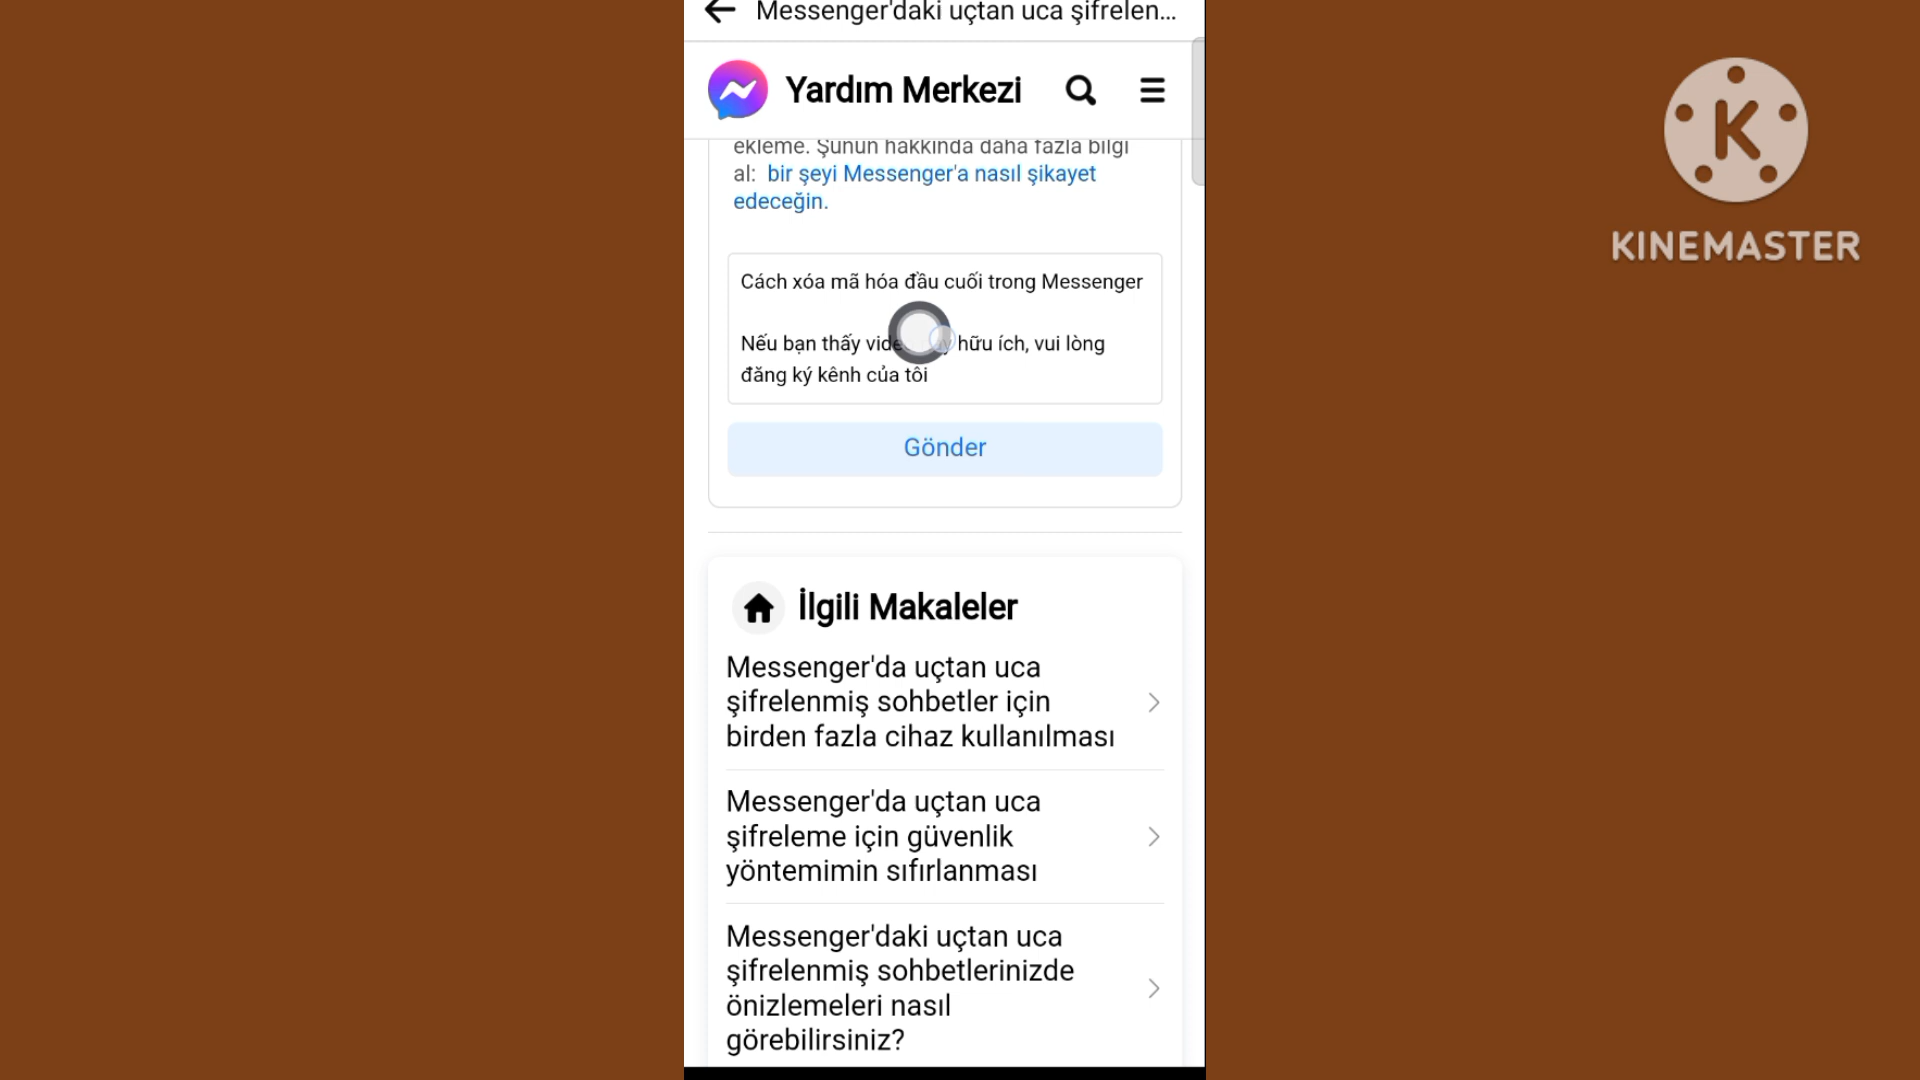 Messenger'daki uçtan uca şifrelen...
Yardım Merkezi
ekleme. Şunun hakkında daha fazla bilgi
al: bir şeyi Messenger'a nasıl şikayet
edeceğin.
Cách xóa mã hóa đầu cuối trong Messenger
Nếu bạn thấy hữu ích, vui lòng
đăng ký kênh của tôi
Gönder
İlgili Makaleler
Messenger'da uçtan uca
şifrelenmiş sohbetler için
birden fazla cihaz kullanılması
Messenger'da uçtan uca
şifreleme için güvenlik
yöntemimin sıfırlanması
Messenger'daki uçtan uca
şifrelenmiş sohbetlerinizde
önizlemeleri nasıl
görebilirsiniz?
K
KINEMASTER